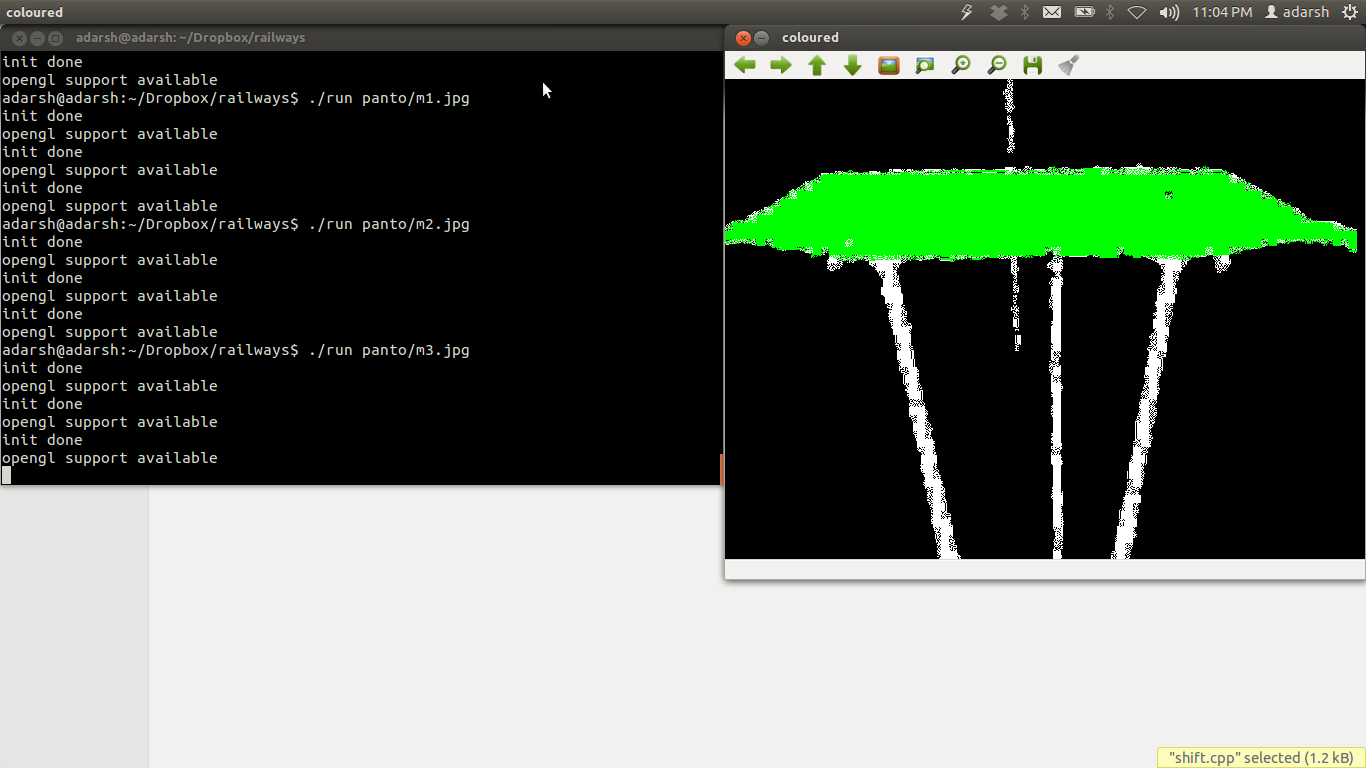 coloured
11:04 PM adarsh
adarsh@adarsh: ~/Dropbox/railways
init done
opengl support available
adarsh@adarsh:~/Dropbox/railways$ ./run panto/m1.jpg
init done
opengl support available
init done
opengl support available
init done
opengl support available
adarsh@adarsh:~/Dropbox/railways$ ./run panto/m2.jpg
init done
opengl support available
init done
opengl support available
init done
opengl support available
adarsh@adarsh:~/Dropbox/railways$ ./run panto/m3.jpg
init done
opengl support available
init done
opengl support available
init done
opengl support available
coloured
"shift.cpp" selected (1.2 kB)